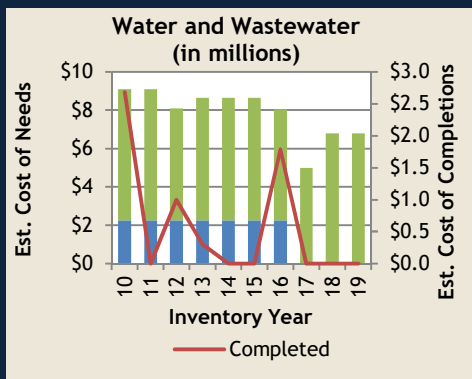 Water and Wastewater
(in millions)
Est. Cost of Needs
$10
$8
$6
$4
$2
$0
$3.0
$2.5
$2.0
$1.5
$1.0
$0.5
$0.0
Est. Cost of Completions
10 11 12 13 14 15 16 17 18 19
Inventory Year
Completed